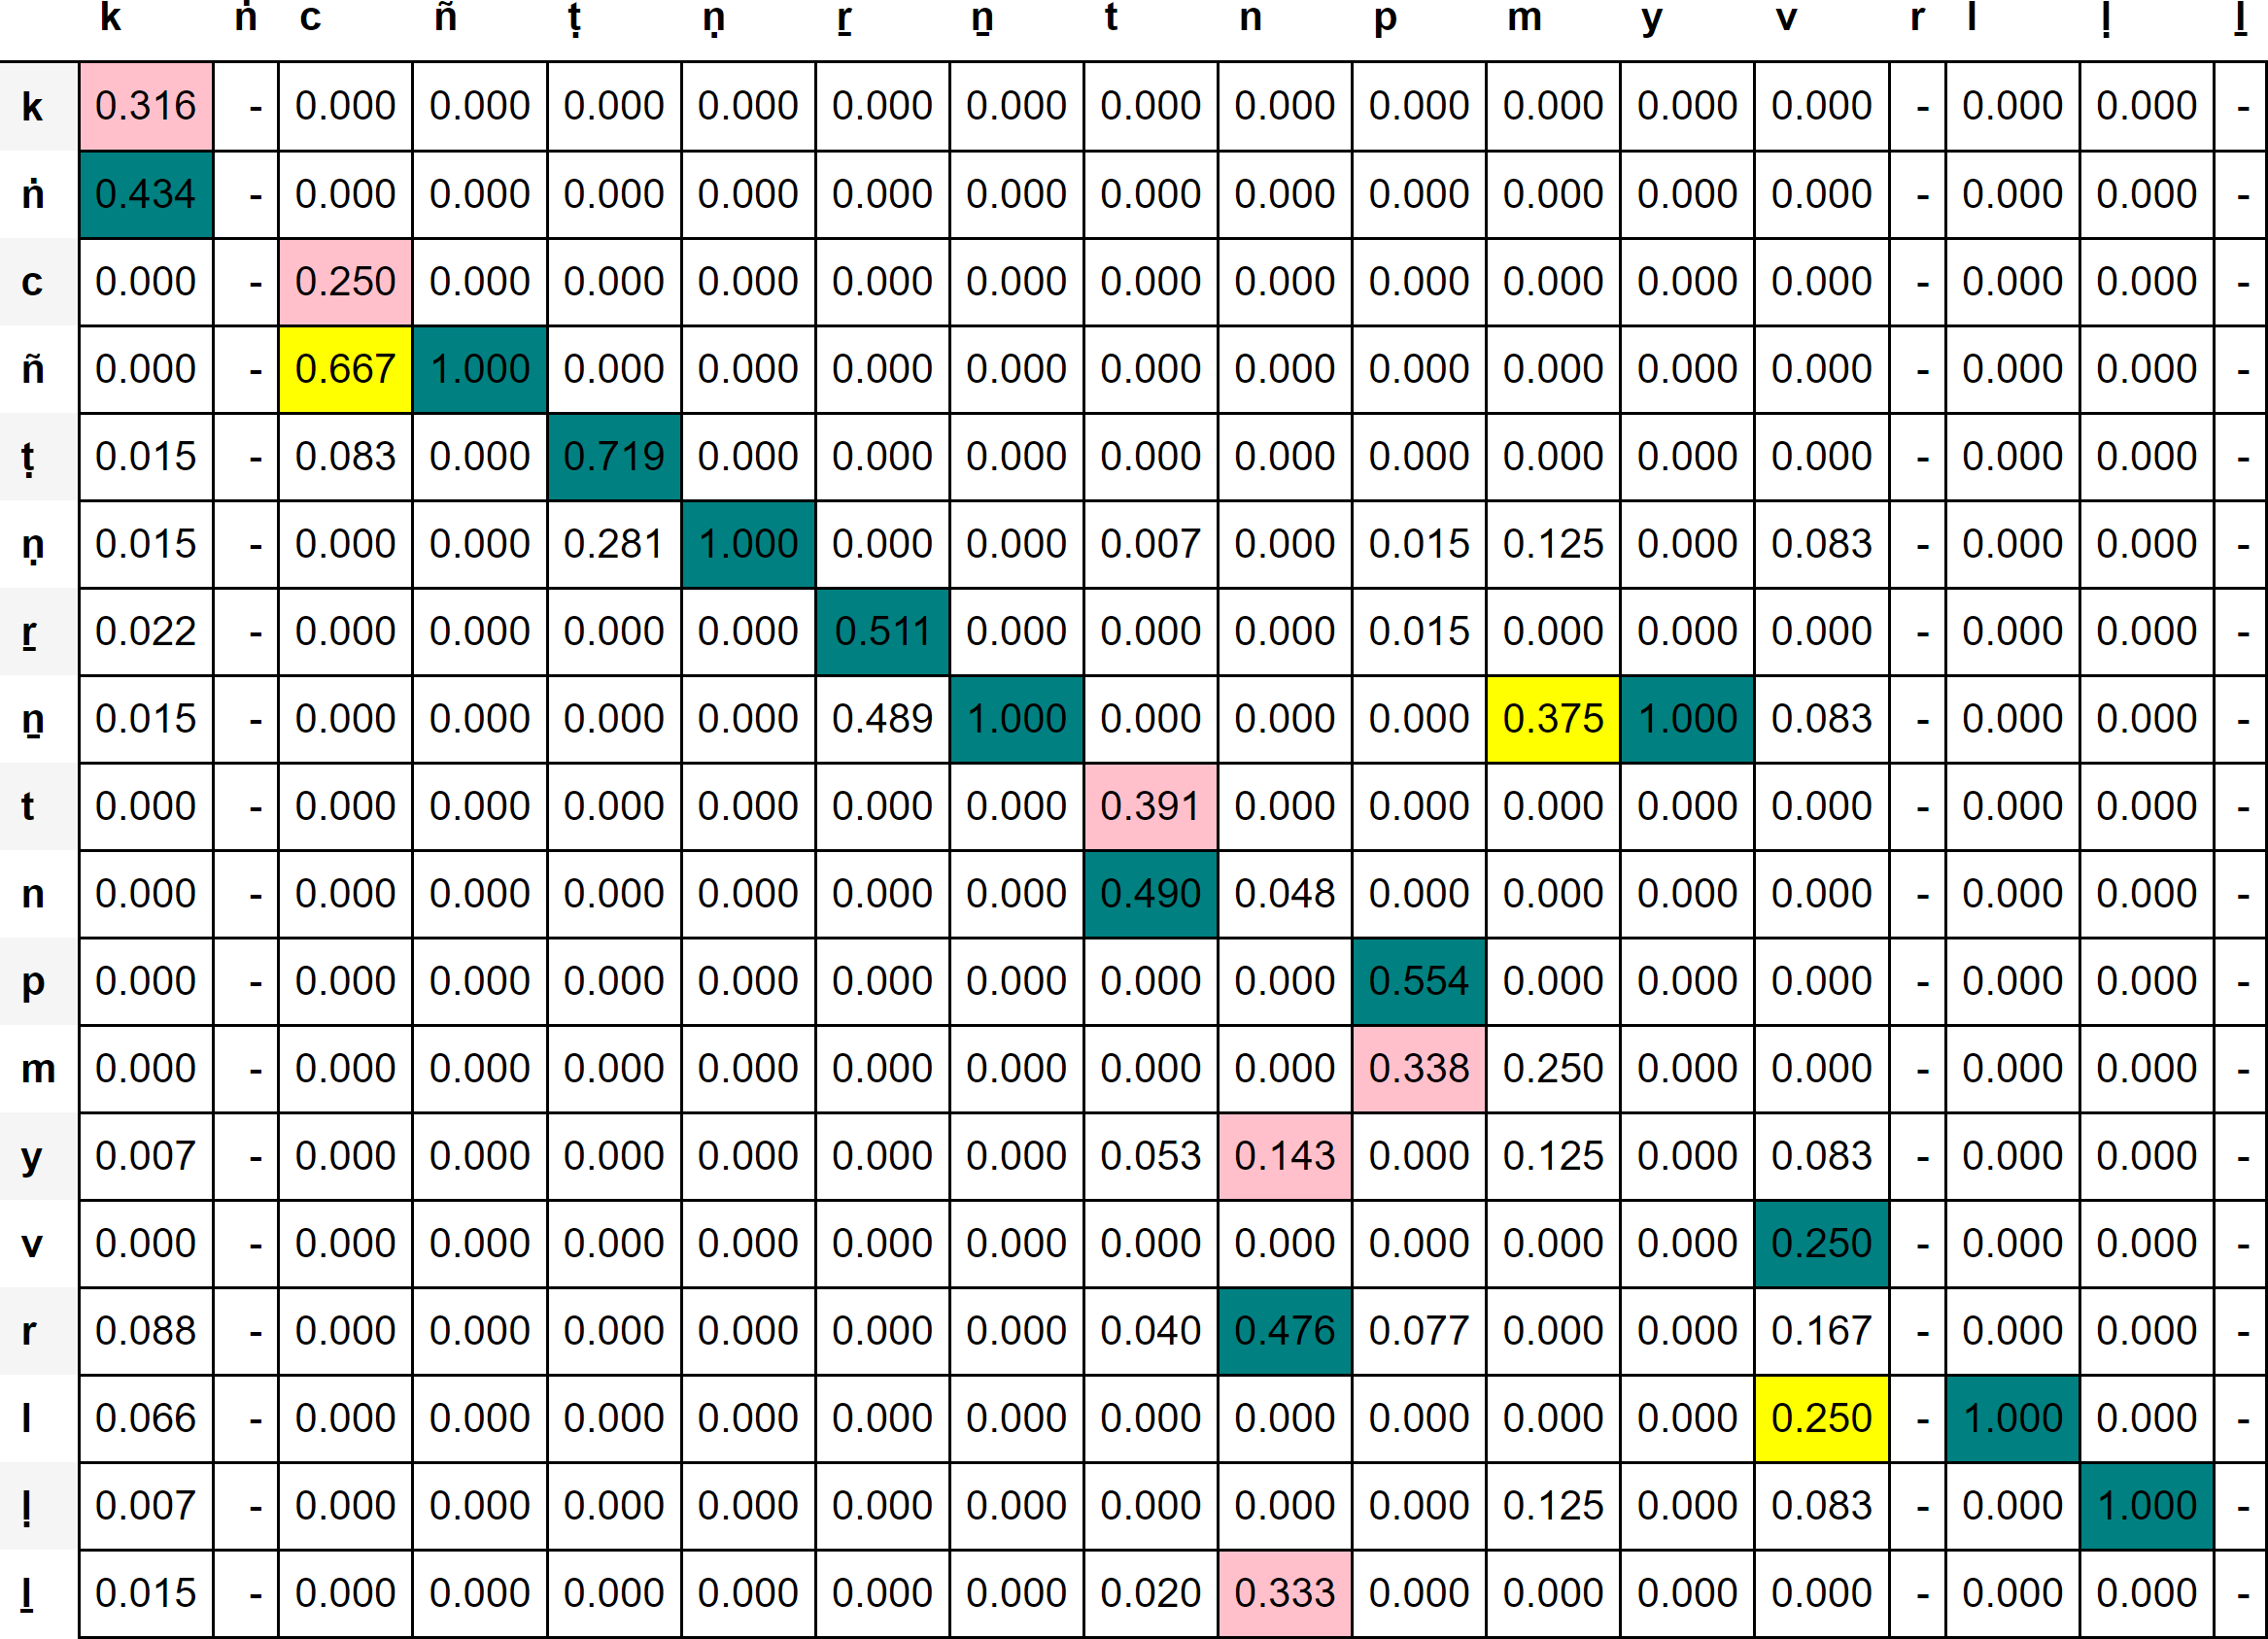 k ṅ c ñ ṭ ṇ ṟ ṉ t n p m y v r l ḷ ḻ
k 0.316 - 0.000 0.000 0.000 0.000 0.000 0.000 0.000 0.000 0.000 0.000 0.000 0.000 - 0.000 0.000 -
ṅ 0.434 - 0.000 0.000 0.000 0.000 0.000 0.000 0.000 0.000 0.000 0.000 0.000 0.000 - 0.000 0.000 -
c 0.000 - 0.250 0.000 0.000 0.000 0.000 0.000 0.000 0.000 0.000 0.000 0.000 0.000 - 0.000 0.000 -
ñ 0.000 - 0.667 1.000 0.000 0.000 0.000 0.000 0.000 0.000 0.000 0.000 0.000 0.000 - 0.000 0.000 -
ṭ 0.015 - 0.083 0.000 0.719 0.000 0.000 0.000 0.000 0.000 0.000 0.000 0.000 0.000 - 0.000 0.000 -
ṇ 0.015 - 0.000 0.000 0.281 1.000 0.000 0.000 0.007 0.000 0.015 0.125 0.000 0.083 - 0.000 0.000 -
ṟ 0.022 - 0.000 0.000 0.000 0.000 0.511 0.000 0.000 0.000 0.015 0.000 0.000 0.000 - 0.000 0.000 -
ṉ 0.015 - 0.000 0.000 0.000 0.000 0.489 1.000 0.000 0.000 0.000 0.375 1.000 0.083 - 0.000 0.000 -
t 0.000 - 0.000 0.000 0.000 0.000 0.000 0.000 0.391 0.000 0.000 0.000 0.000 0.000 - 0.000 0.000 -
n 0.000 - 0.000 0.000 0.000 0.000 0.000 0.000 0.490 0.048 0.000 0.000 0.000 0.000 - 0.000 0.000 -
p 0.000 - 0.000 0.000 0.000 0.000 0.000 0.000 0.000 0.000 0.554 0.000 0.000 0.000 - 0.000 0.000 -
m 0.000 - 0.000 0.000 0.000 0.000 0.000 0.000 0.000 0.000 0.338 0.250 0.000 0.000 - 0.000 0.000 -
y 0.007 - 0.000 0.000 0.000 0.000 0.000 0.000 0.053 0.143 0.000 0.125 0.000 0.083 - 0.000 0.000 -
v 0.000 - 0.000 0.000 0.000 0.000 0.000 0.000 0.000 0.000 0.000 0.000 0.000 0.250 - 0.000 0.000 -
r 0.088 - 0.000 0.000 0.000 0.000 0.000 0.000 0.040 0.476 0.077 0.000 0.000 0.167 - 0.000 0.000 -
l 0.066 - 0.000 0.000 0.000 0.000 0.000 0.000 0.000 0.000 0.000 0.000 0.000 0.250 - 1.000 0.000 -
ḷ 0.007 - 0.000 0.000 0.000 0.000 0.000 0.000 0.000 0.000 0.000 0.125 0.000 0.083 - 0.000 1.000 -
ḻ 0.015 - 0.000 0.000 0.000 0.000 0.000 0.000 0.020 0.333 0.000 0.000 0.000 0.000 - 0.000 0.000 -